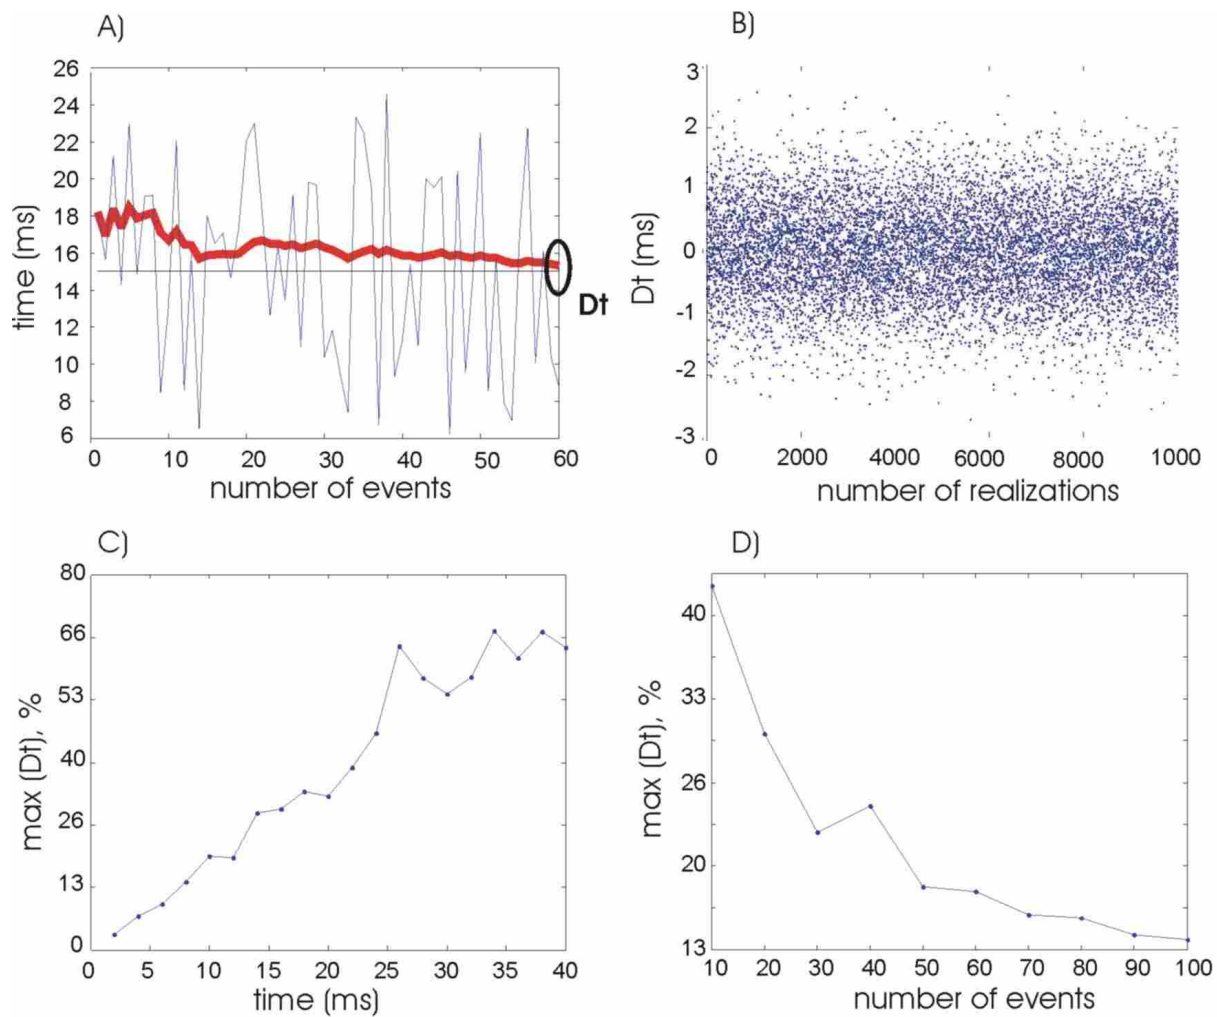 A)
26
24
22
20
18
16
14
12
10
8
6
time (ms)
0 10 20 30 40 50 60
number of events
Dt
B)
3
2
1
0
-1
-2
-3
Dt (ms)
0 2000 4000 6000 8000 1000
number of realizations
C)
80
66
53
40
26
13
0
max (Dt), %
0 5 10 15 20 25 30 35 40
time (ms)
D)
40
33
26
20
13
max (Dt), %
10 20 30 40 50 60 70 80 90 100
number of events